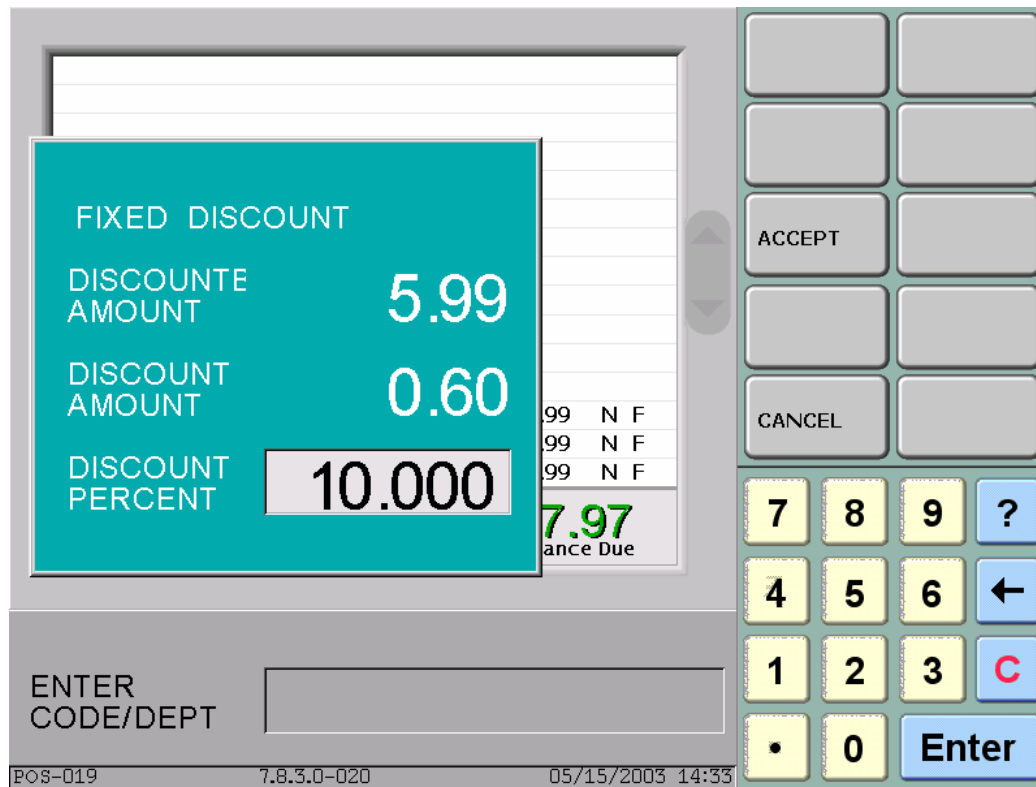 FIXED DISCOUNT
DISCOUNTE
AMOUNT 5.99
DISCOUNT
AMOUNT 0.60
DISCOUNT
PERCENT 10.000
.99 N F
.99 N F
.99 N F
7.97
ance Due
ENTER
CODE/DEPT
POS-019 7.8.3.0-020 05/15/2003 14:33
ACCEPT
CANCEL
7 8 9 ?
4 5 6 ←
1 2 3 C
. 0 Enter